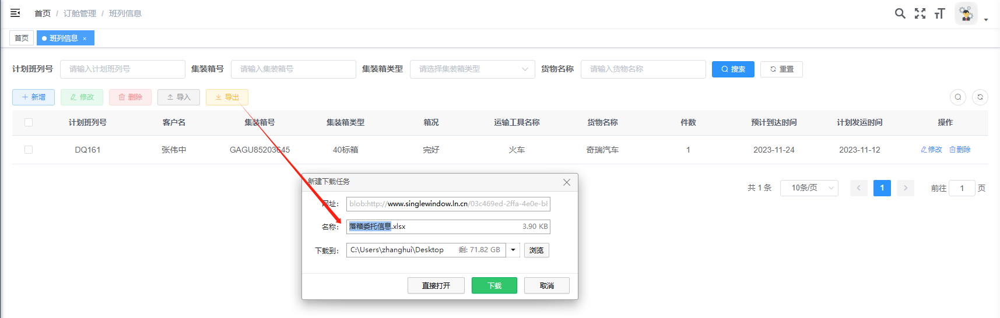 首页 / 订舱管理 / 班列信息
首页 班列信息 ×
计划班列号 请输入计划班列号 集装箱号 请输入集装箱号 集装箱类型 请选择集装箱类型 货物名称 请输入货物名称 搜索 重置
新增 修改 删除 导入 导出
计划班列号 客户名 集装箱号 集装箱类型 箱况 运输工具名称 货物名称 件数 预计到达时间 计划发运时间 操作
DQ161 张伟中 GAGU85203645 40标箱 完好 火车 奇瑞汽车 1 2023-11-24 2023-11-12 修改 删除
共 1 条 10条/页 1 前往 1 页
新建下载任务
网址: blob:http://www.singlewindow.ln.cn/03c469ed-2ffa-4e0e-b8
名称: 落箱委托信息.xlsx 3.90 KB
下载到: C:\Users\zhanghui\Desktop 剩: 71.82 GB 浏览
直接打开 下载 取消